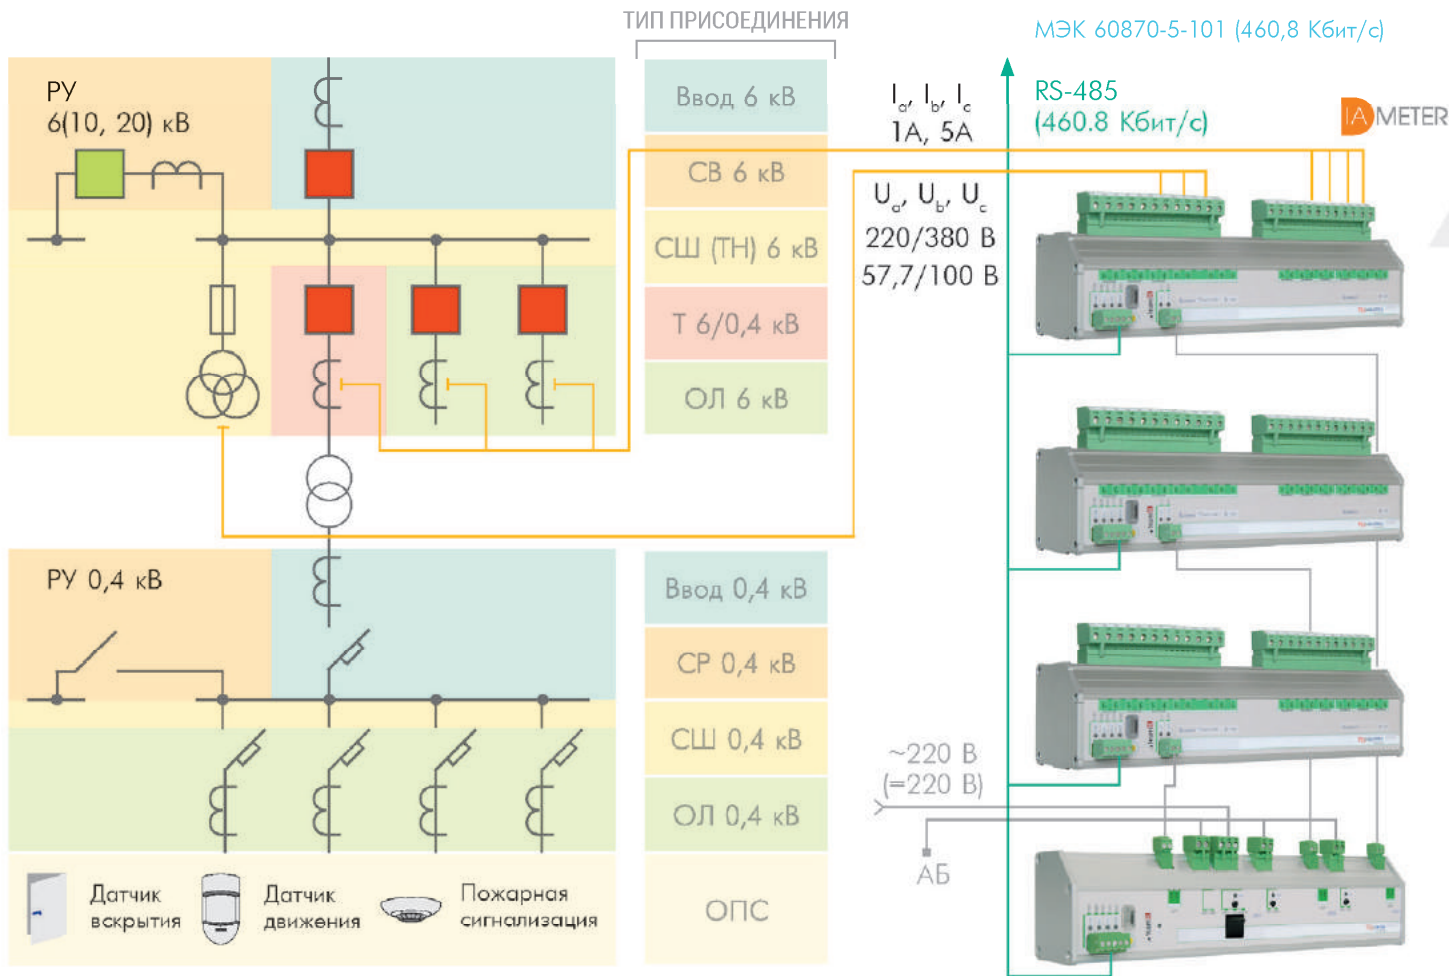 ТИП ПРИСОЕДИНЕНИЯ
МЭК 60870-5-101 (460,8 Кбит/с)
РУ
6(10, 20) кВ
Ввод 6 кВ
СВ 6 кВ
СШ (ТН) 6 кВ
Т 6/0,4 кВ
ОЛ 6 кВ
Ia, Ib, Ic
1А, 5А
Ua, Ub, Uc
220/380 В
57,7/100 В
RS-485
(460.8 Кбит/с)
IAMETER
РУ 0,4 кВ
Ввод 0,4 кВ
СР 0,4 кВ
СШ 0,4 кВ
ОЛ 0,4 кВ
ОПС
~220 В
(=220 В)
АБ
Датчик
вскрытия
Датчик
движения
Пожарная
сигнализация